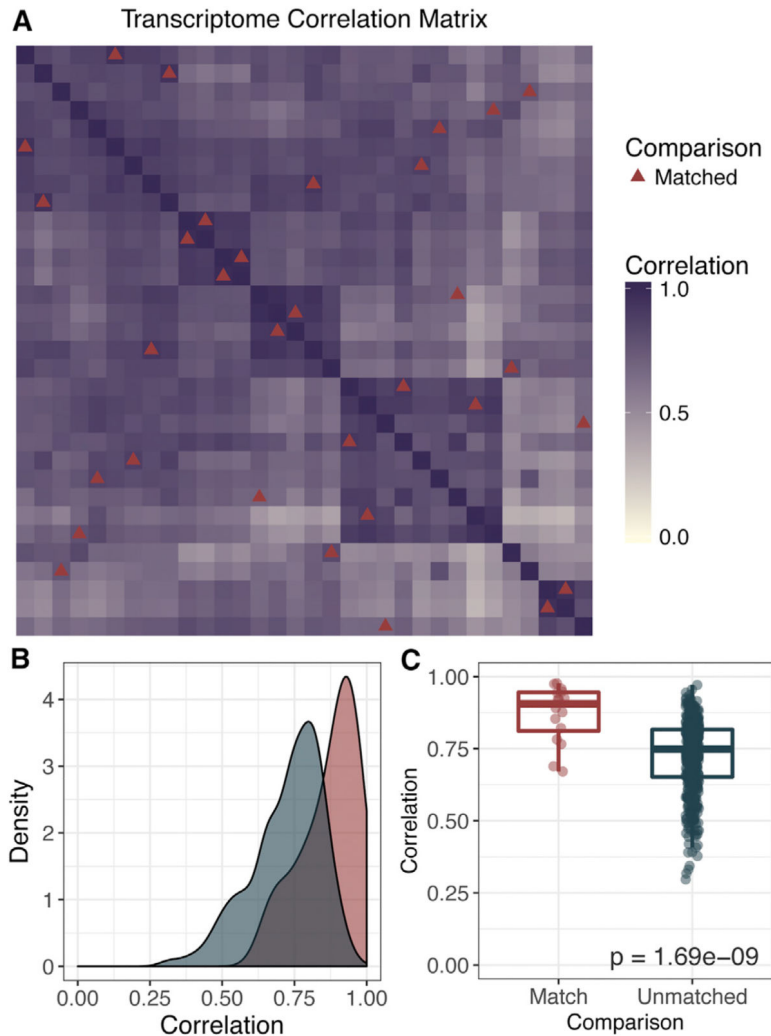 A
Transcriptome Correlation Matrix
Comparison
Matched
Correlation
1.0
0.5
0.0
B
4
3
2
1
0
Density
0.00 0.25 0.50 0.75 1.00
Correlation
C
1.00
0.75
0.50
0.25
0.00
Correlation
p = 1.69e−09
Match Unmatched
Comparison